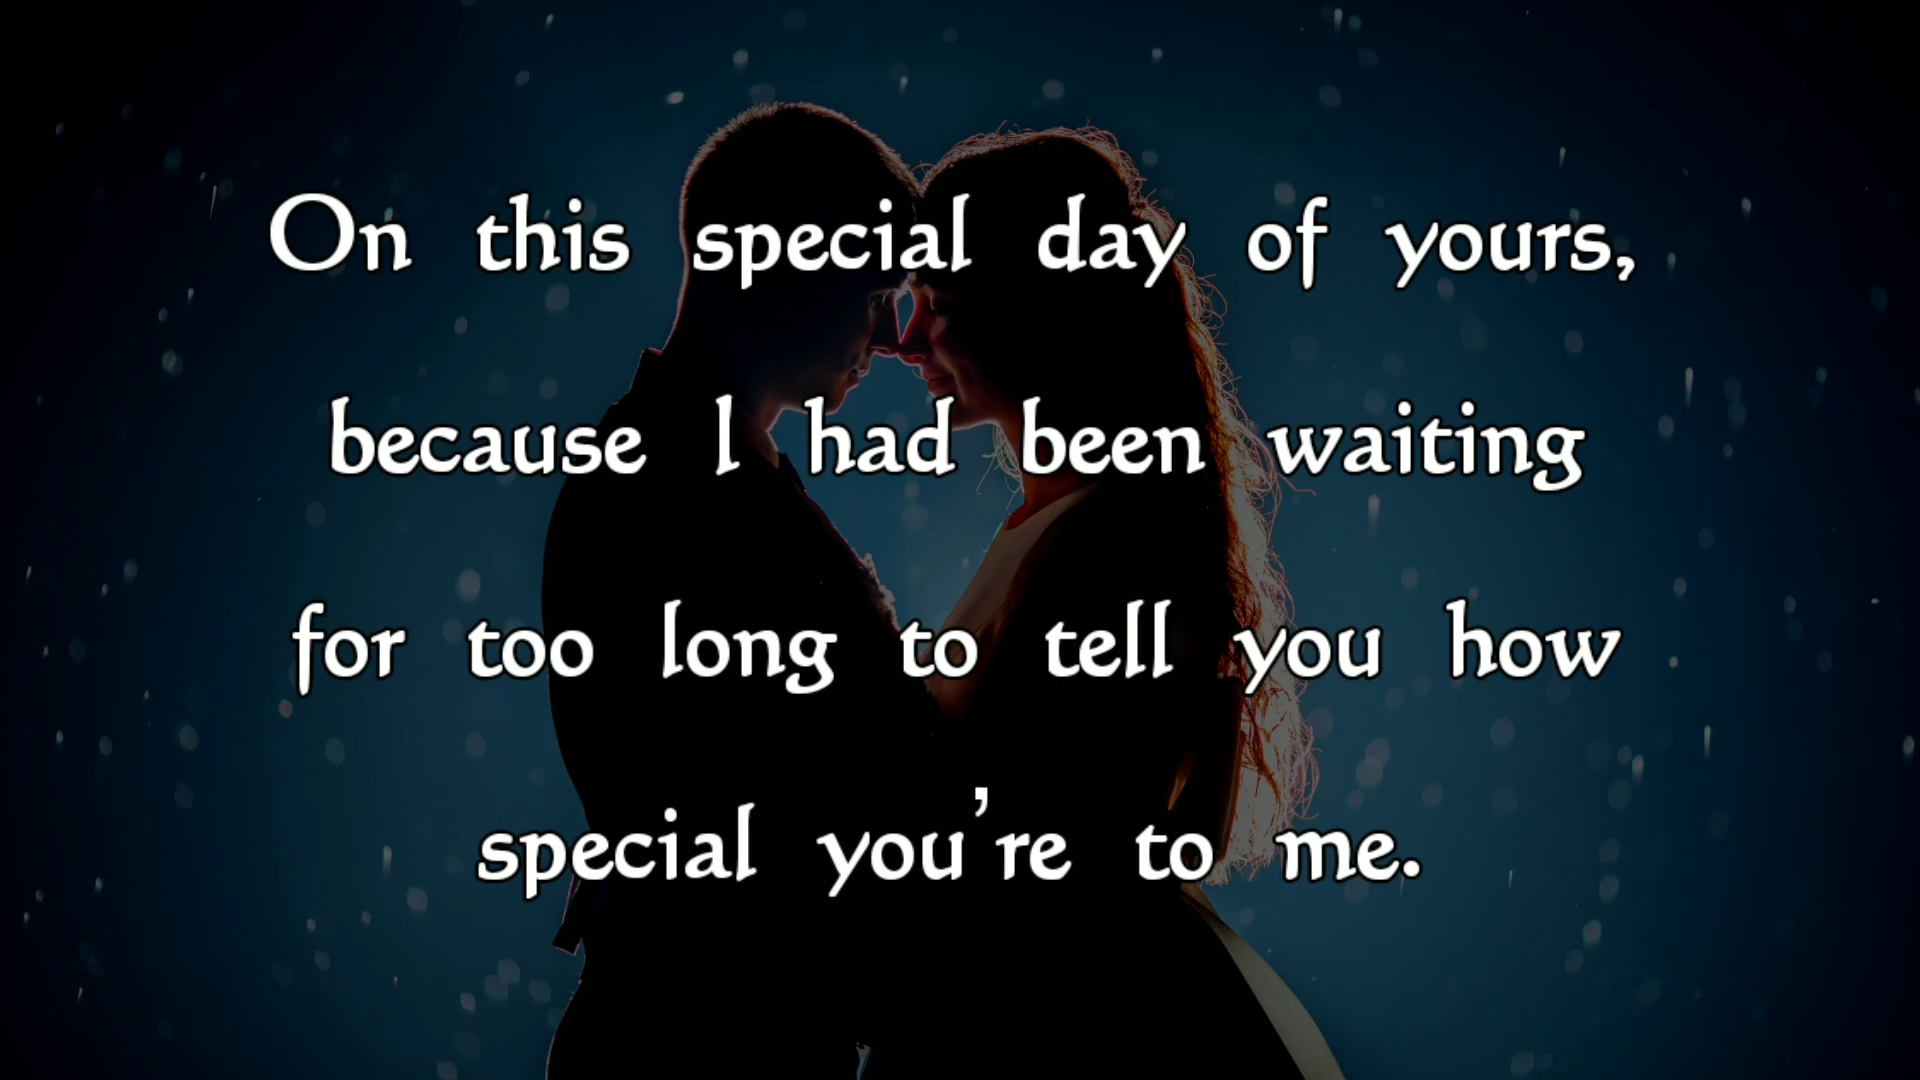 On this special day of yours,
because I had been waiting
for too long to tell you how
special you're to me.